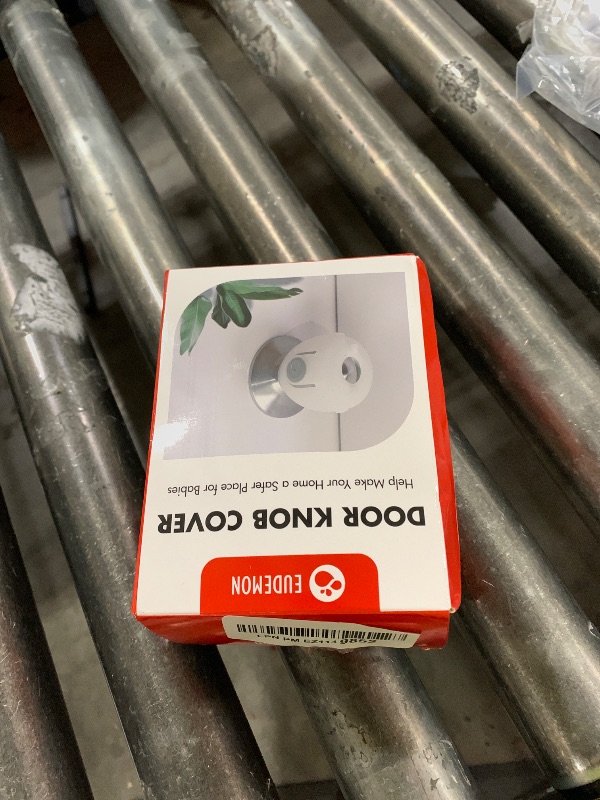 EUDEMON
DOOR KNOB COVER
Help Make Your Home a Safer Place for Babies